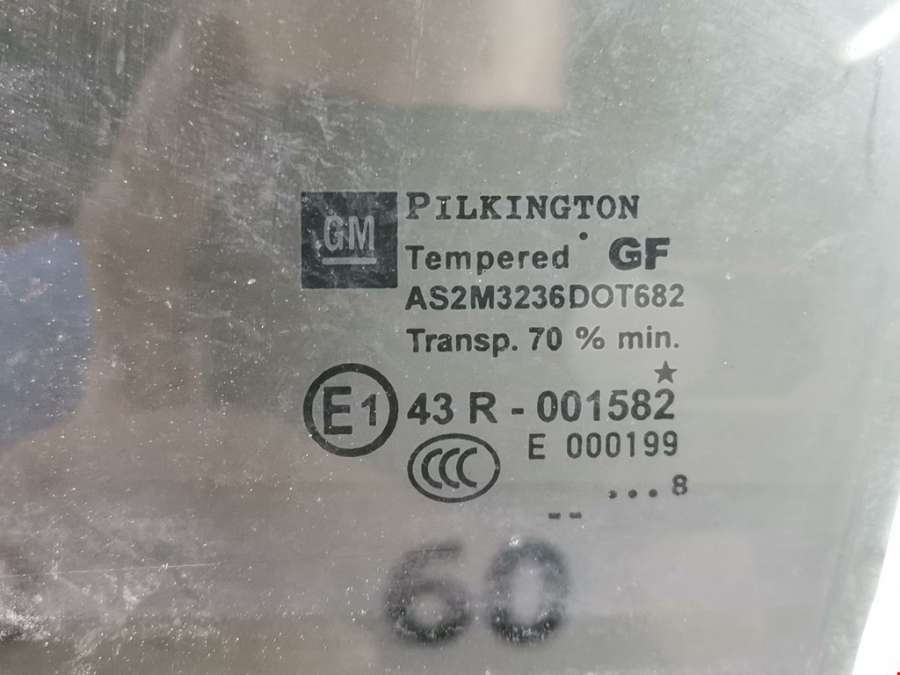 GM
PILKINGTON
Tempered GF
AS2M3236DOT682
Transp. 70 % min.
E1 43 R - 001582
CCC E 000199
... 8
--
60